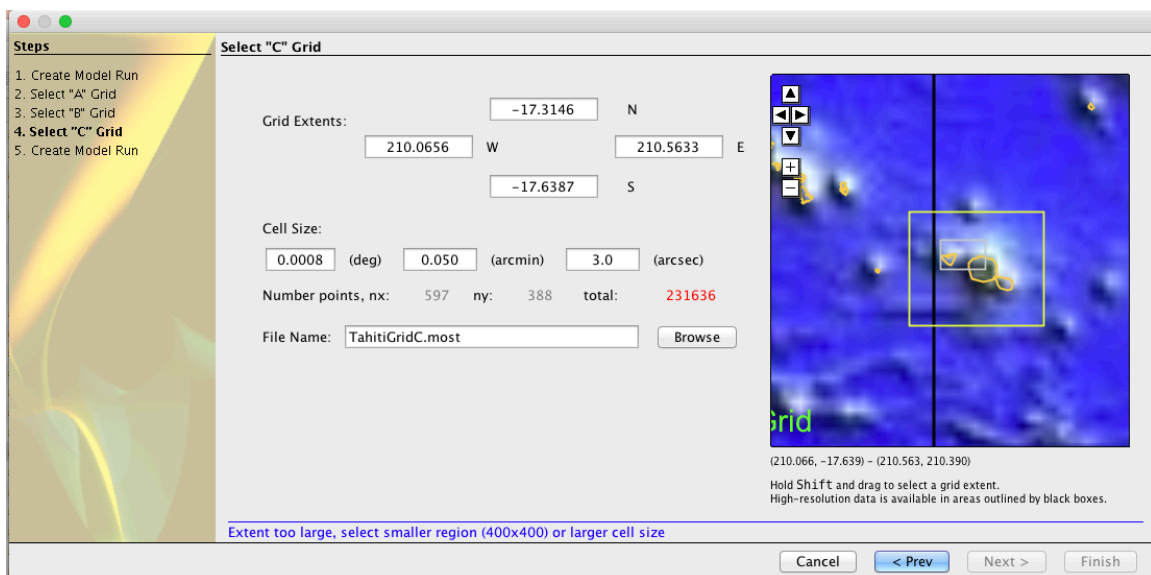 Steps
1. Create Model Run
2. Select "A" Grid
3. Select "B" Grid
4. Select "C" Grid
5. Create Model Run
Select "C" Grid
-17.3146 N
Grid Extents:
210.0656 W 210.5633 E
-17.6387 S
Cell Size:
0.0008 (deg) 0.050 (arcmin) 3.0 (arcsec)
Number points, nx: 597 ny: 388 total: 231636
File Name: TahitiGridC.most Browse
+
−
Grid
(210.066, -17.639) - (210.563, 210.390)
Hold Shift and drag to select a grid extent.
High-resolution data is available in areas outlined by black boxes.
Extent too large, select smaller region (400x400) or larger cell size
Cancel < Prev Next > Finish